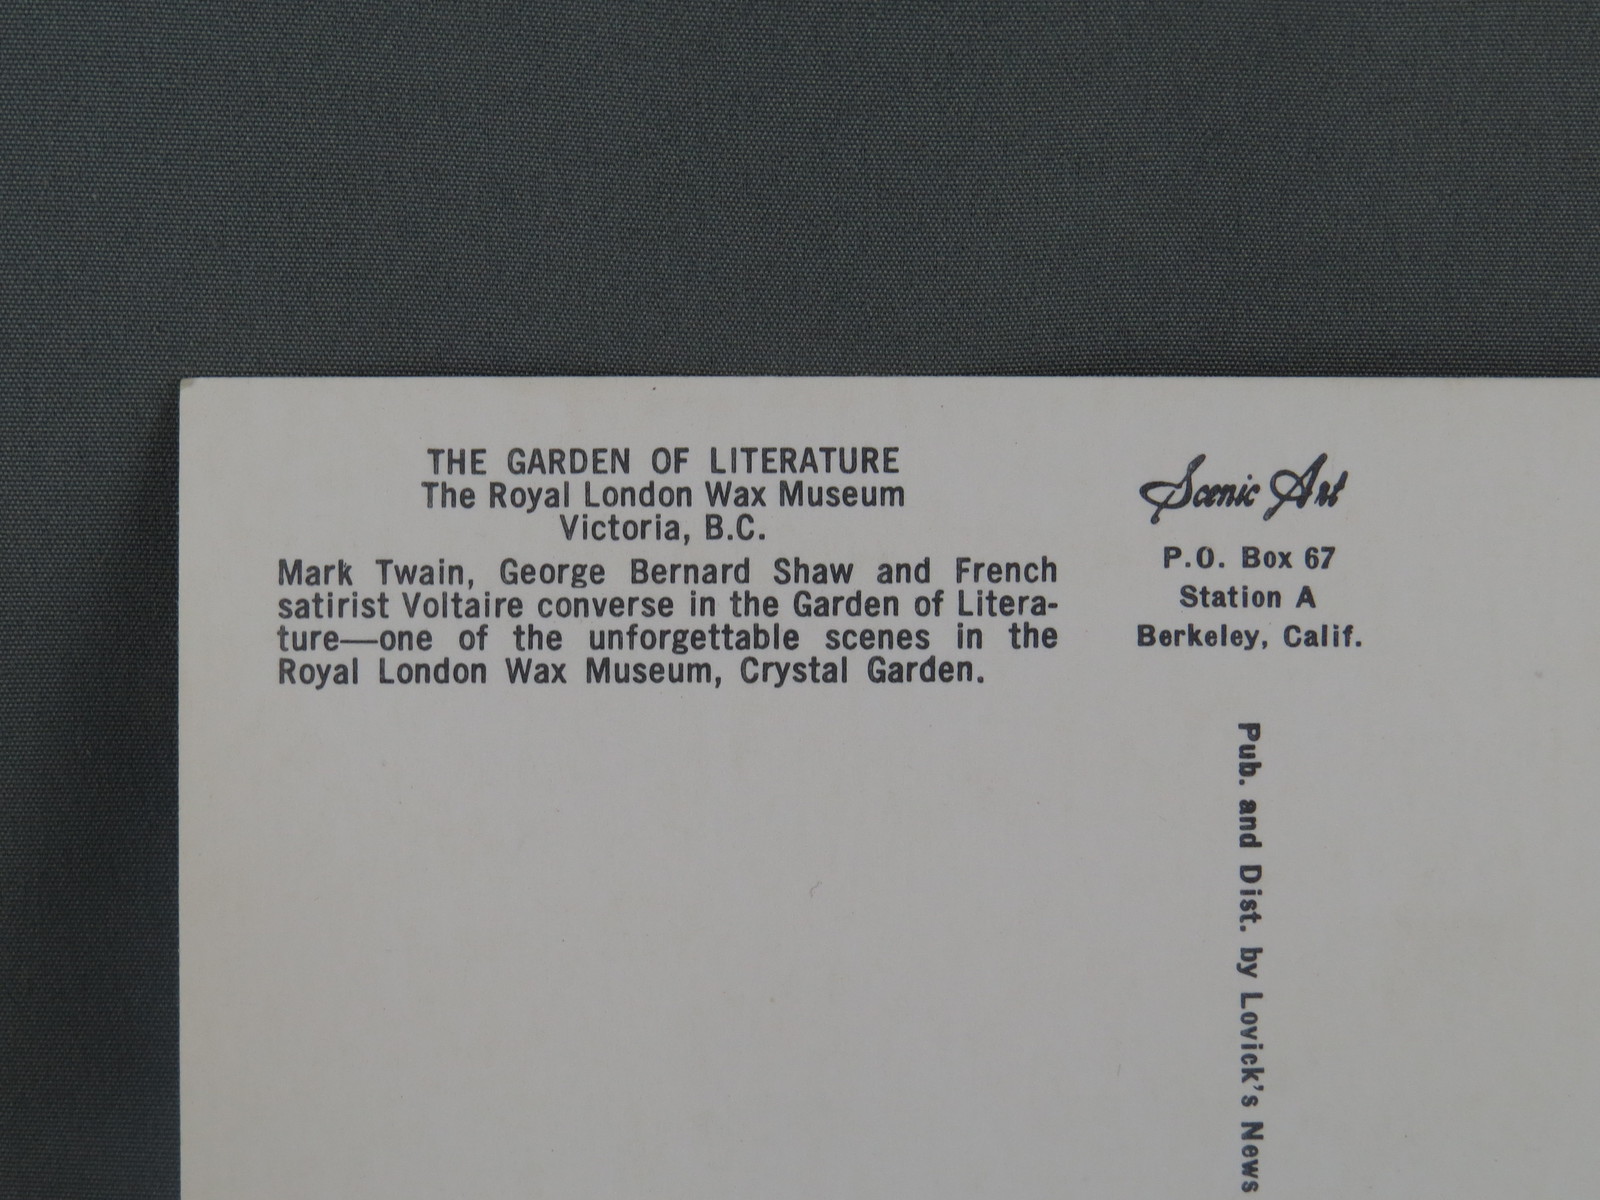 THE GARDEN OF LITERATURE
The Royal London Wax Museum
Victoria, B.C.
Mark Twain, George Bernard Shaw and French
satirist Voltaire converse in the Garden of Litera-
ture—one of the unforgettable scenes in the
Royal London Wax Museum, Crystal Garden.
Scenic Art
P.O. Box 67
Station A
Berkeley, Calif.
Pub. and Dist. by Lovick's News